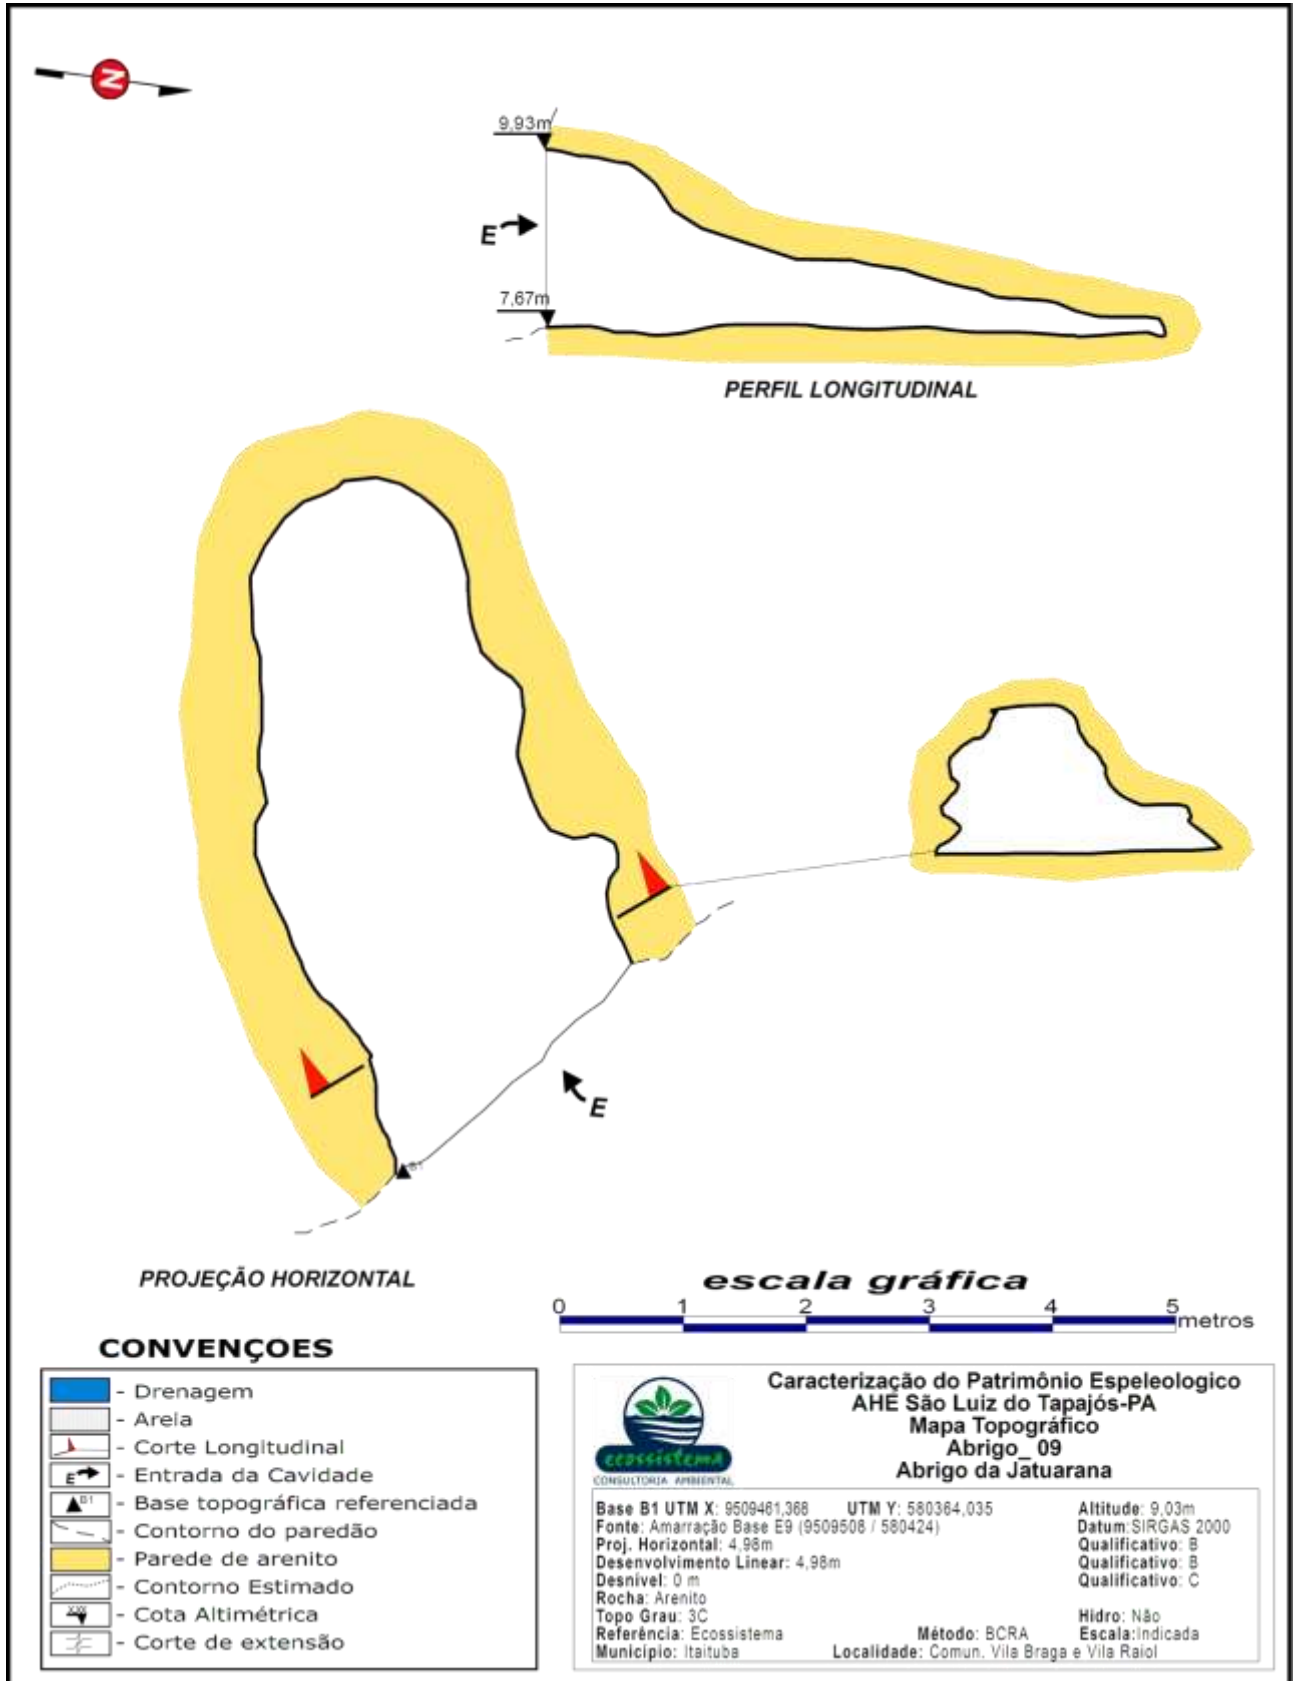 N
9,93m
E
7,67m
PERFIL LONGITUDINAL
E
B1
PROJEÇÃO HORIZONTAL
escala gráfica
0 1 2 3 4 5
metros
CONVENÇOES
- Drenagem
- Areia
- Corte Longitudinal
E - Entrada da Cavidade
B1 - Base topográfica referenciada
- Contorno do paredão
- Parede de arenito
- Contorno Estimado
- Cota Altimétrica
- Corte de extensão
ecossistema
CONSULTORIA AMBIENTAL
Caracterização do Patrimônio Espeleologico
AHE São Luiz do Tapajós-PA
Mapa Topográfico
Abrigo_ 09
Abrigo da Jatuarana
Base B1 UTM X: 9509461,368 UTM Y: 580364,035 Altitude: 9,03m
Fonte: Amarração Base E9 (9509508 / 580424) Datum:SIRGAS 2000
Proj. Horizontal: 4,98m Qualificativo: B
Desenvolvimento Linear: 4,98m Qualificativo: B
Desnível: 0 m Qualificativo: C
Rocha: Arenito
Topo Grau: 3C Hidro: Não
Referência: Ecossistema Método: BCRA Escala:Indicada
Município: Itaituba Localidade: Comun. Vila Braga e Vila Raiol